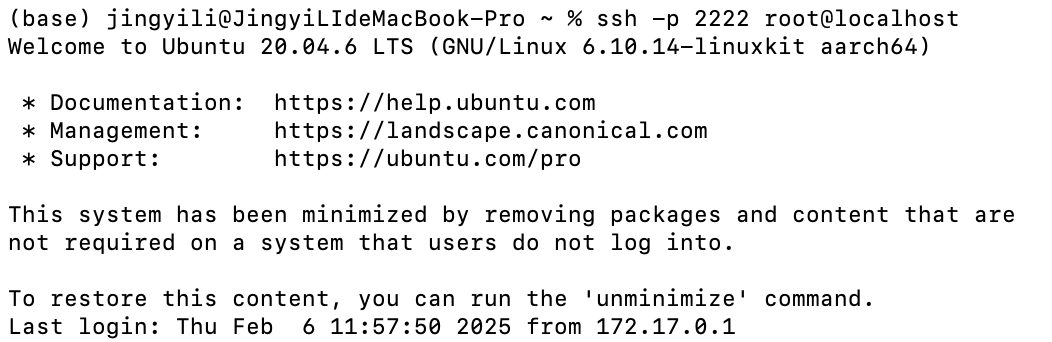 (base) jingyili@JingyiLIdeMacBook-Pro ~ % ssh -p 2222 root@localhost
Welcome to Ubuntu 20.04.6 LTS (GNU/Linux 6.10.14-linuxkit aarch64)

 * Documentation:  https://help.ubuntu.com
 * Management:     https://landscape.canonical.com
 * Support:        https://ubuntu.com/pro

This system has been minimized by removing packages and content that are
not required on a system that users do not log into.

To restore this content, you can run the 'unminimize' command.
Last login: Thu Feb  6 11:57:50 2025 from 172.17.0.1